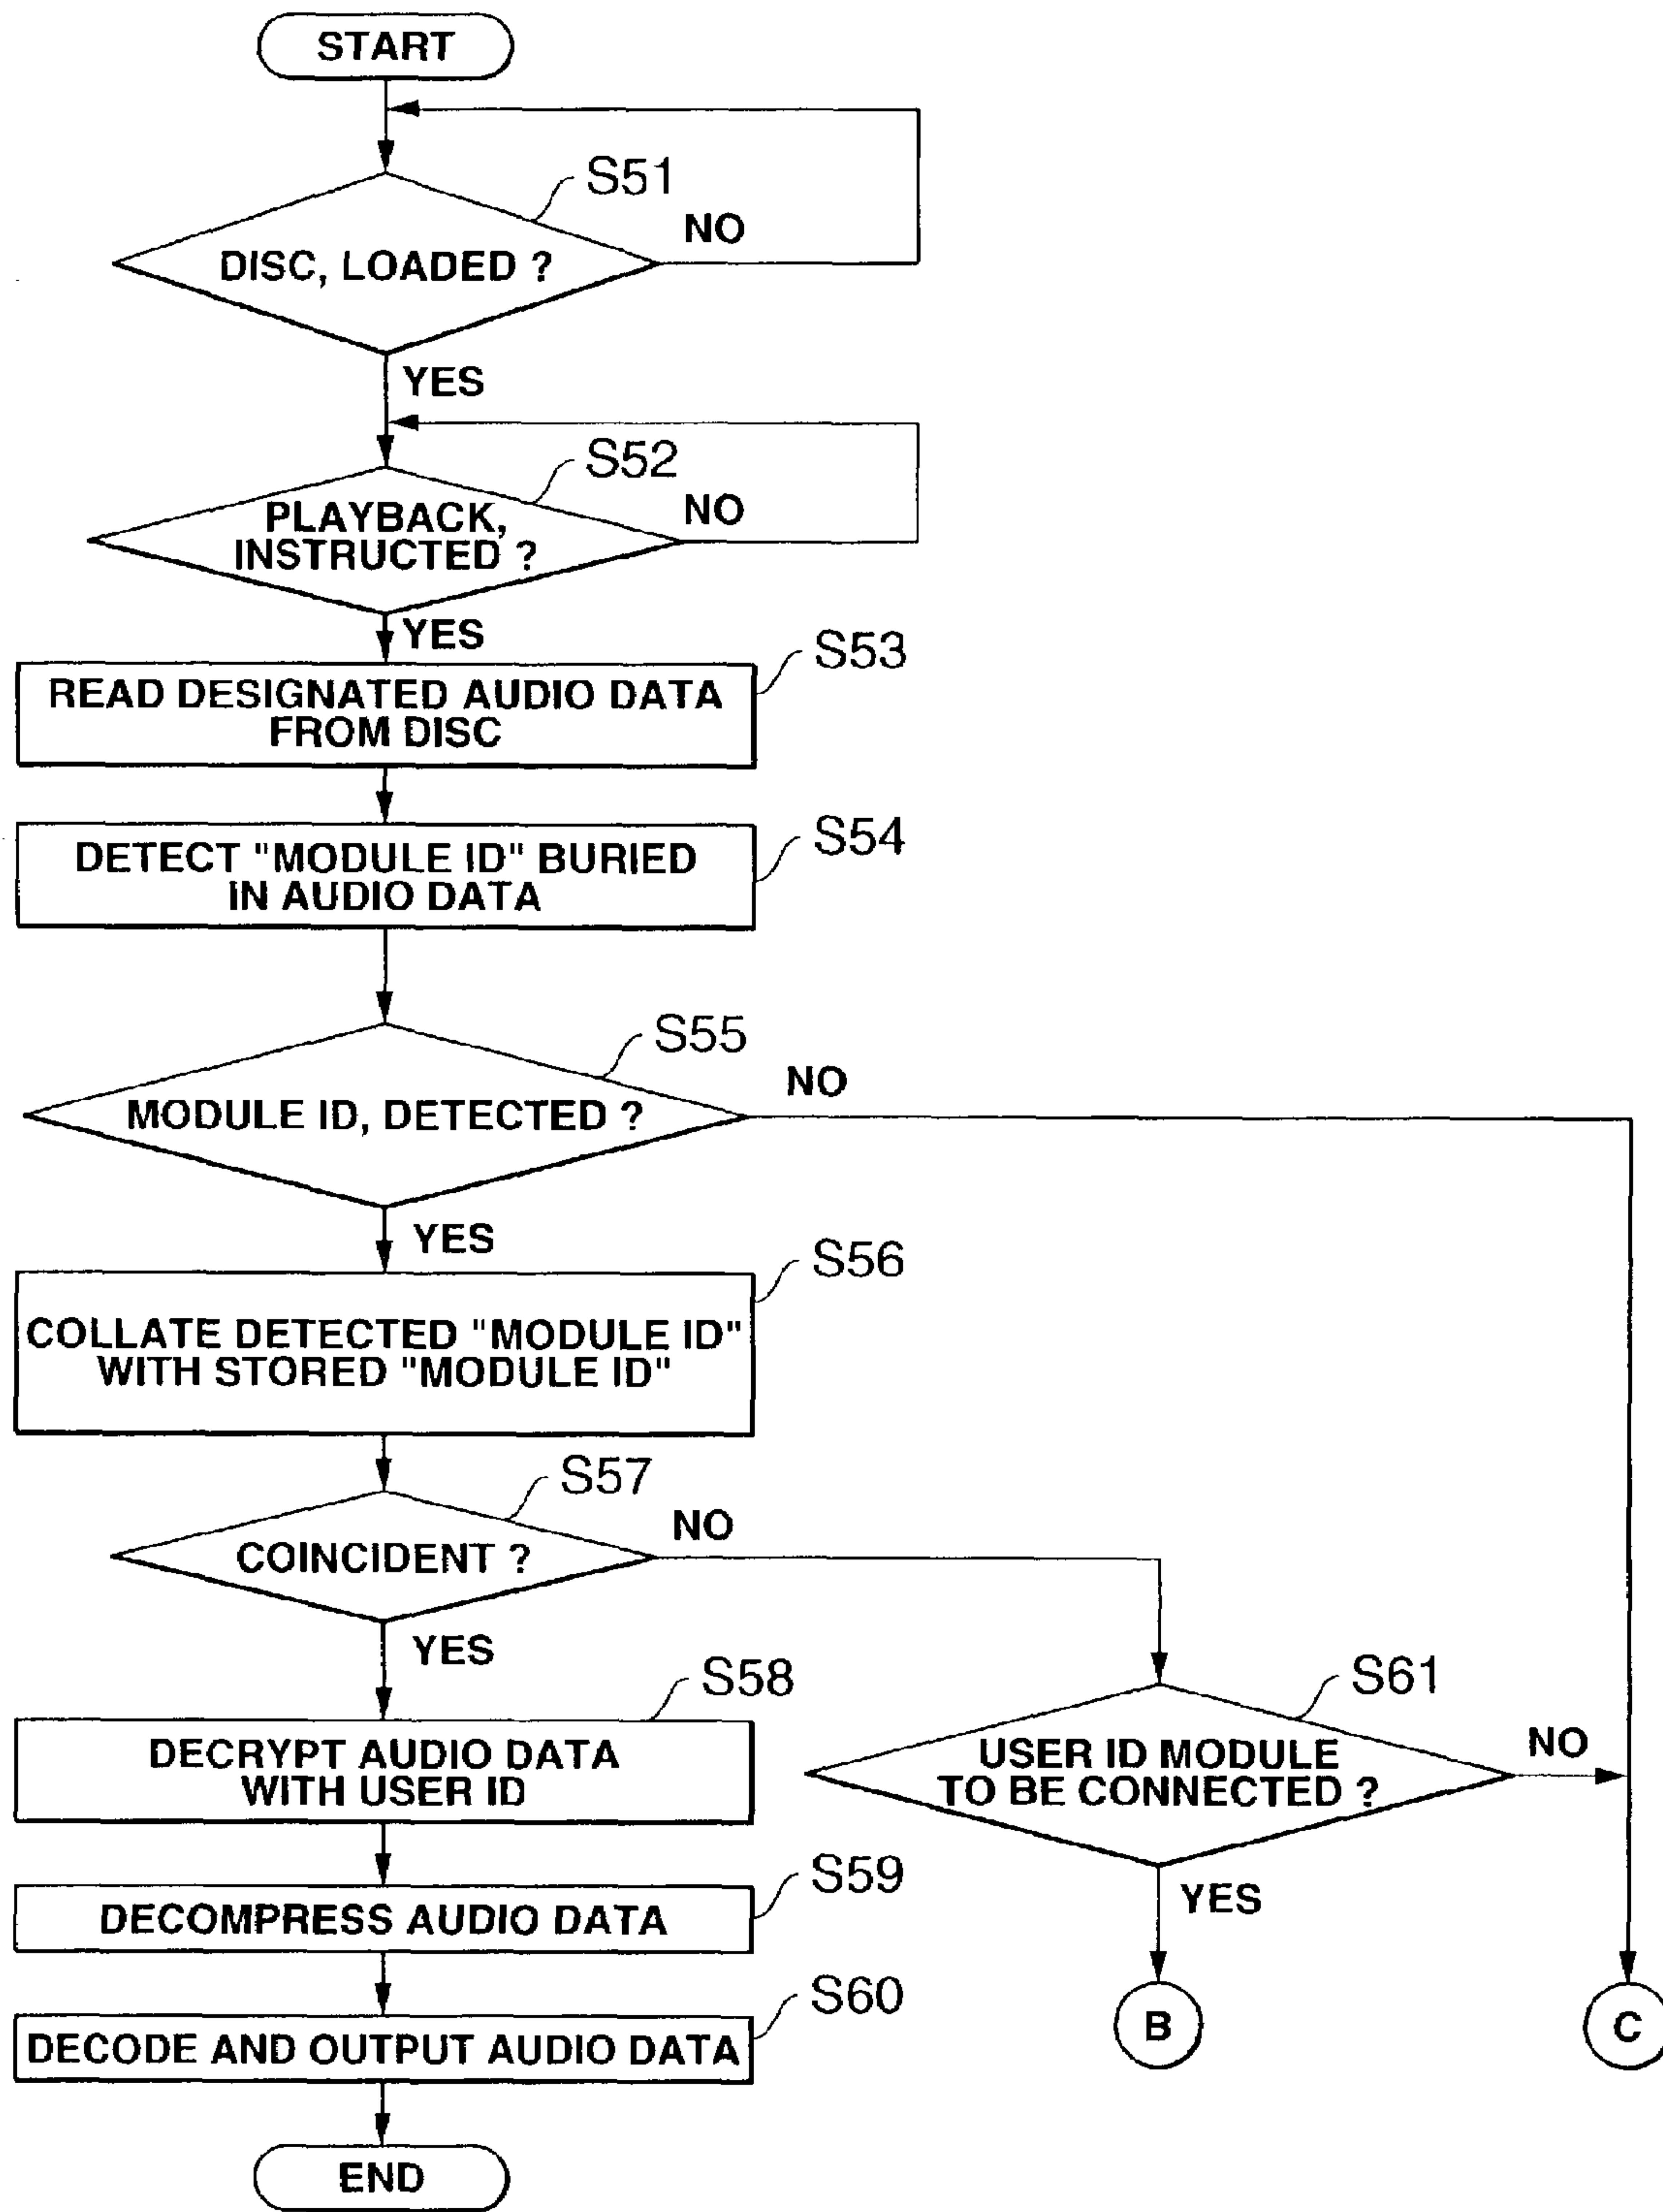 START
S51
NO
DISC, LOADED ?
YES
S52
NO
PLAYBACK,
INSTRUCTED ?
YES
S53
READ DESIGNATED AUDIO DATA
FROM DISC
S54
DETECT "MODULE ID" BURIED
IN AUDIO DATA
S55
NO
MODULE ID, DETECTED ?
YES
S56
COLLATE DETECTED "MODULE ID"
WITH STORED "MODULE ID"
S57
NO
COINCIDENT ?
YES
S58
DECRYPT AUDIO DATA
WITH USER ID
S61
USER ID MODULE
TO BE CONNECTED ?
NO
YES
S59
DECOMPRESS AUDIO DATA
S60
DECODE AND OUTPUT AUDIO DATA
B
C
END